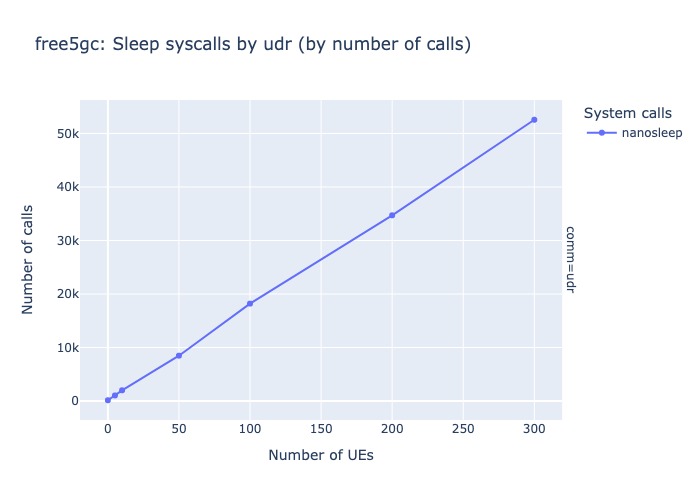 free5gc: Sleep syscalls by udr (by number of calls)
System calls
nanosleep
Number of calls
50k
40k
30k
20k
10k
0
comm=udr
0 50 100 150 200 250 300
Number of UEs